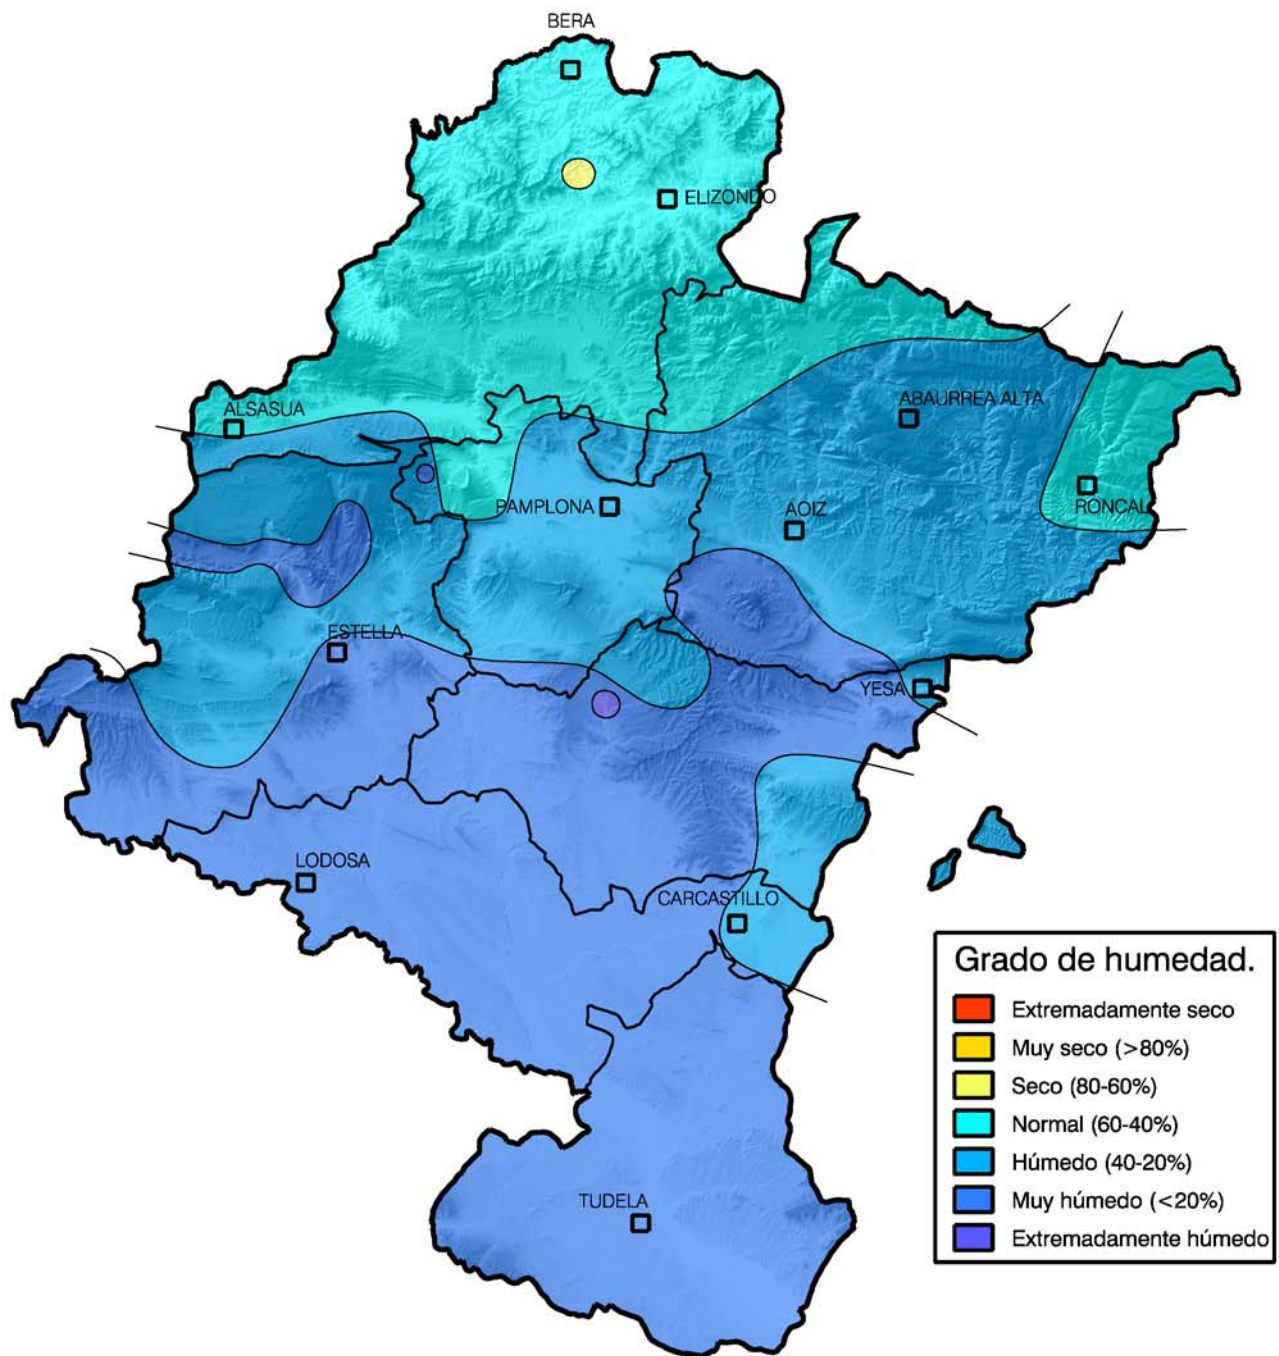 BERA
ELIZONDO
ALSASUA
ABAURREA ALTA
PAMPLONA
AOIZ
RONCAL
ESTELLA
YESA
LODOSA
CARCASTILLO
TUDELA
Grado de humedad.
Extremadamente seco
Muy seco (>80%)
Seco (80-60%)
Normal (60-40%)
Húmedo (40-20%)
Muy húmedo (<20%)
Extremadamente húmedo